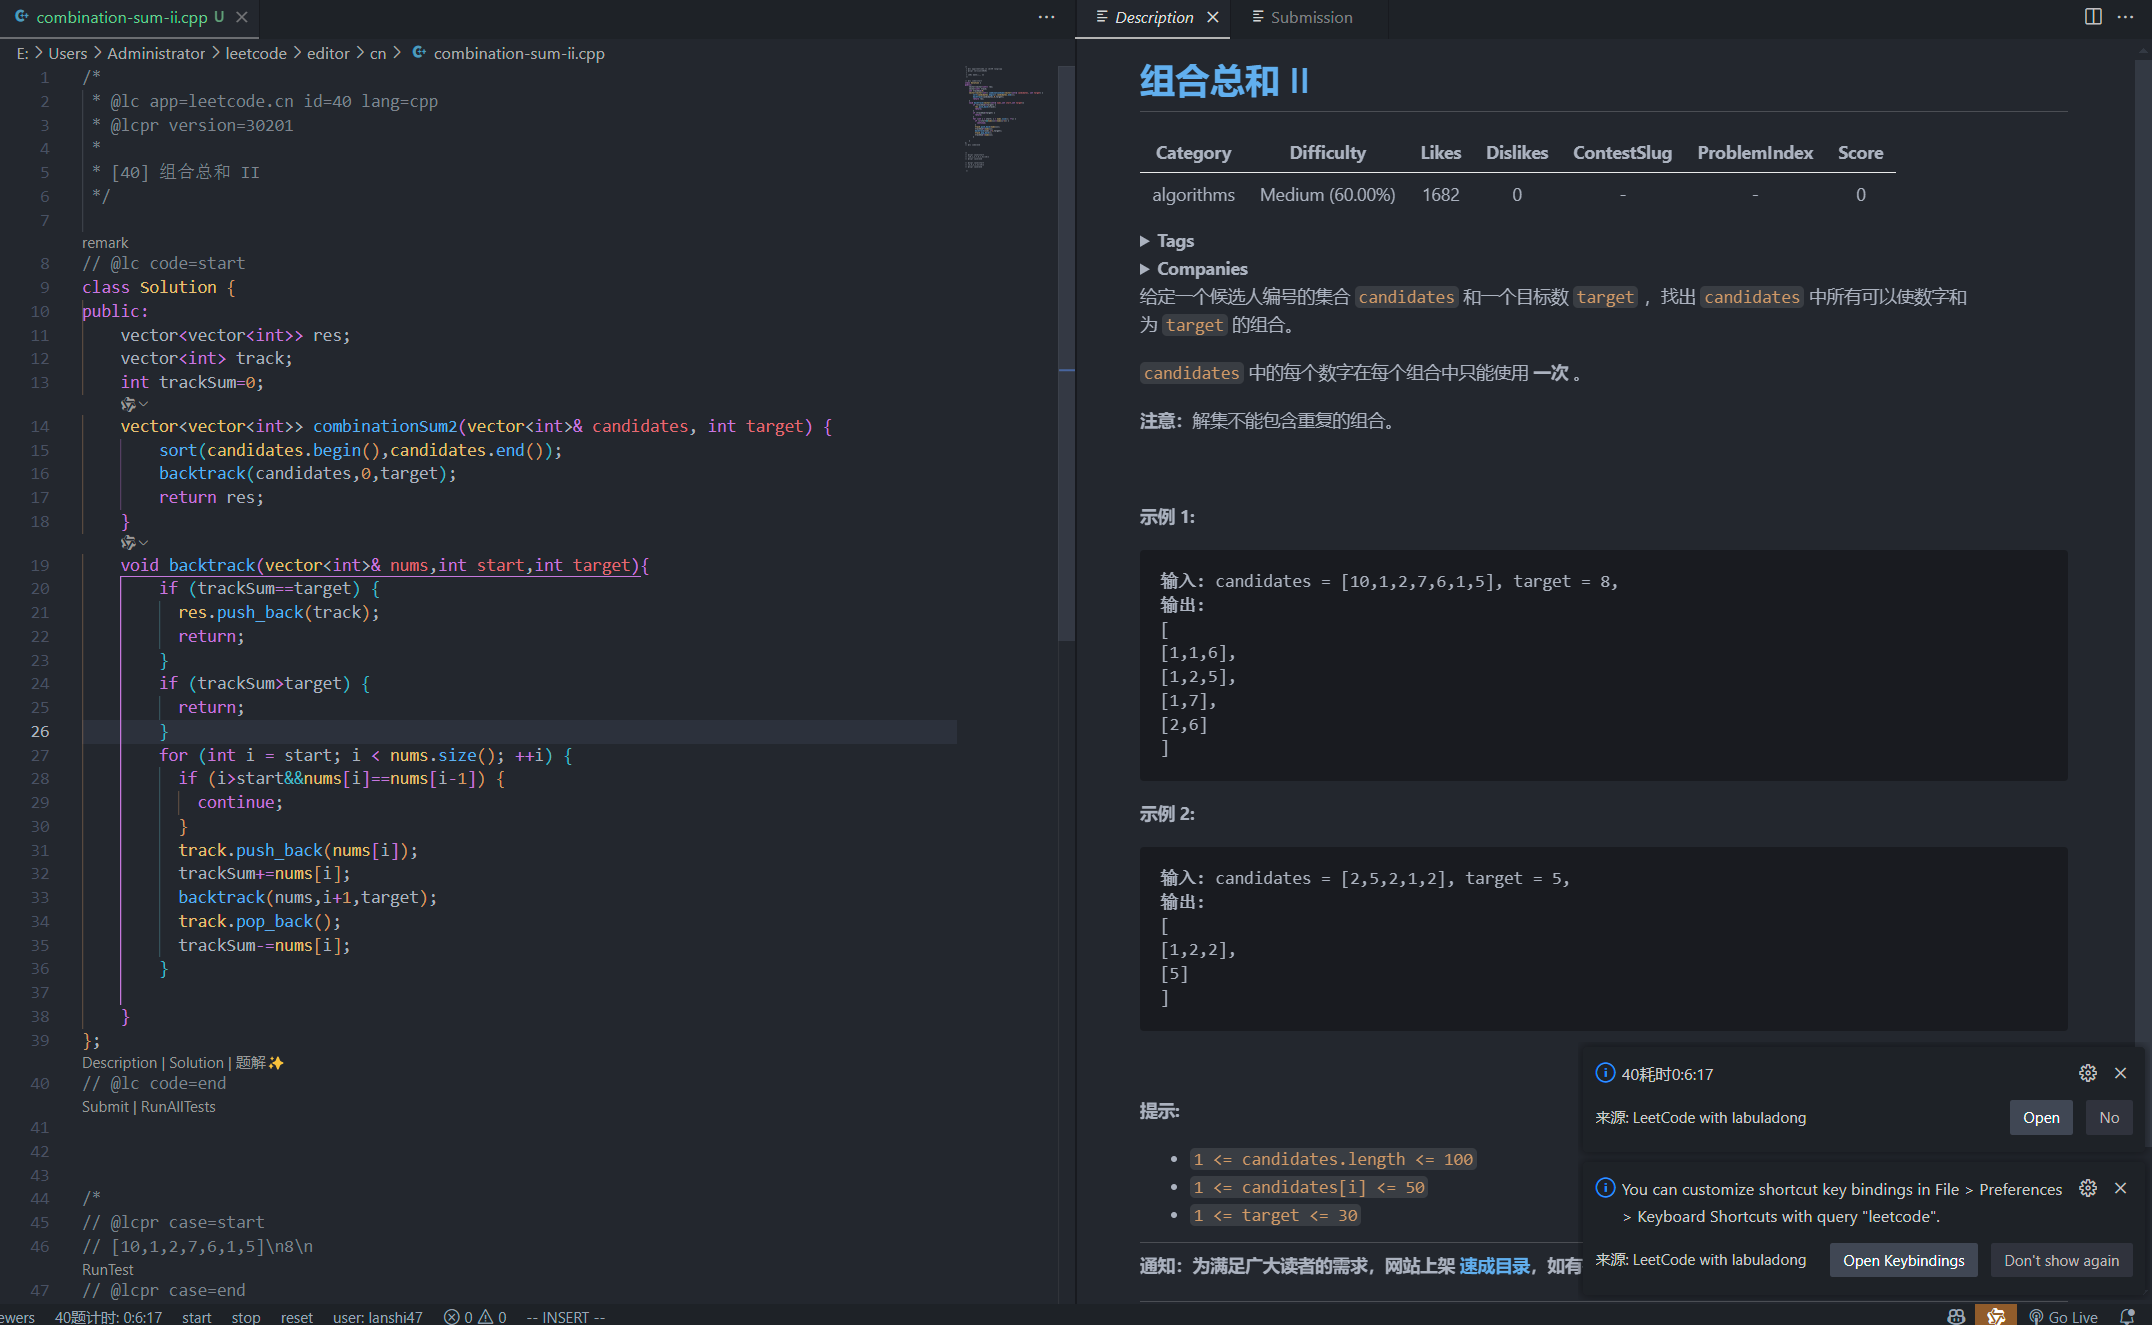 combination-sum-ii.cpp U
E: > Users > Administrator > leetcode > editor > cn > combination-sum-ii.cpp
1 /*
2 * @lc app=leetcode.cn id=40 lang=cpp
3 * @lcpr version=30201
4 *
5 * [40] 组合总和 II
6 */
7
remark
8 // @lc code=start
9 class Solution {
10 public:
11 vector<vector<int>> res;
12 vector<int> track;
13 int trackSum=0;
14 vector<vector<int>> combinationSum2(vector<int>& candidates, int target) {
15 sort(candidates.begin(),candidates.end());
16 backtrack(candidates,0,target);
17 return res;
18 }
19 void backtrack(vector<int>& nums,int start,int target){
20 if (trackSum==target) {
21 res.push_back(track);
22 return;
23 }
24 if (trackSum>target) {
25 return;
26 }
27 for (int i = start; i < nums.size(); ++i) {
28 if (i>start&&nums[i]==nums[i-1]) {
29 continue;
30 }
31 track.push_back(nums[i]);
32 trackSum+=nums[i];
33 backtrack(nums,i+1,target);
34 track.pop_back();
35 trackSum-=nums[i];
36 }
37
38 }
39 };
Description | Solution | 题解✨
40 // @lc code=end
Submit | RunAllTests
41
42
43
44 /*
45 // @lcpr case=start
46 // [10,1,2,7,6,1,5]\n8\n
RunTest
47 // @lcpr case=end
Description
Submission
组合总和 II
Category Difficulty Likes Dislikes ContestSlug ProblemIndex Score
algorithms Medium (60.00%) 1682 0 - - 0
Tags
Companies
给定一个候选人编号的集合 candidates 和一个目标数 target ，找出 candidates 中所有可以使数字和
为 target 的组合。
candidates 中的每个数字在每个组合中只能使用 一次 。
注意：解集不能包含重复的组合。
示例 1:
输入: candidates = [10,1,2,7,6,1,5], target = 8,
输出:
[
[1,1,6],
[1,2,5],
[1,7],
[2,6]
]
示例 2:
输入: candidates = [2,5,2,1,2], target = 5,
输出:
[
[1,2,2],
[5]
]
提示:
• 1 <= candidates.length <= 100
• 1 <= candidates[i] <= 50
• 1 <= target <= 30
通知：为满足广大读者的需求，网站上架 速成目录，如有
40耗时0:6:17
来源: LeetCode with labuladong
Open
No
You can customize shortcut key bindings in File > Preferences
> Keyboard Shortcuts with query "leetcode".
来源: LeetCode with labuladong
Open Keybindings
Don't show again
ewers 40题计时: 0:6:17 start stop reset user: lanshi47 0 0 -- INSERT -- Go Live